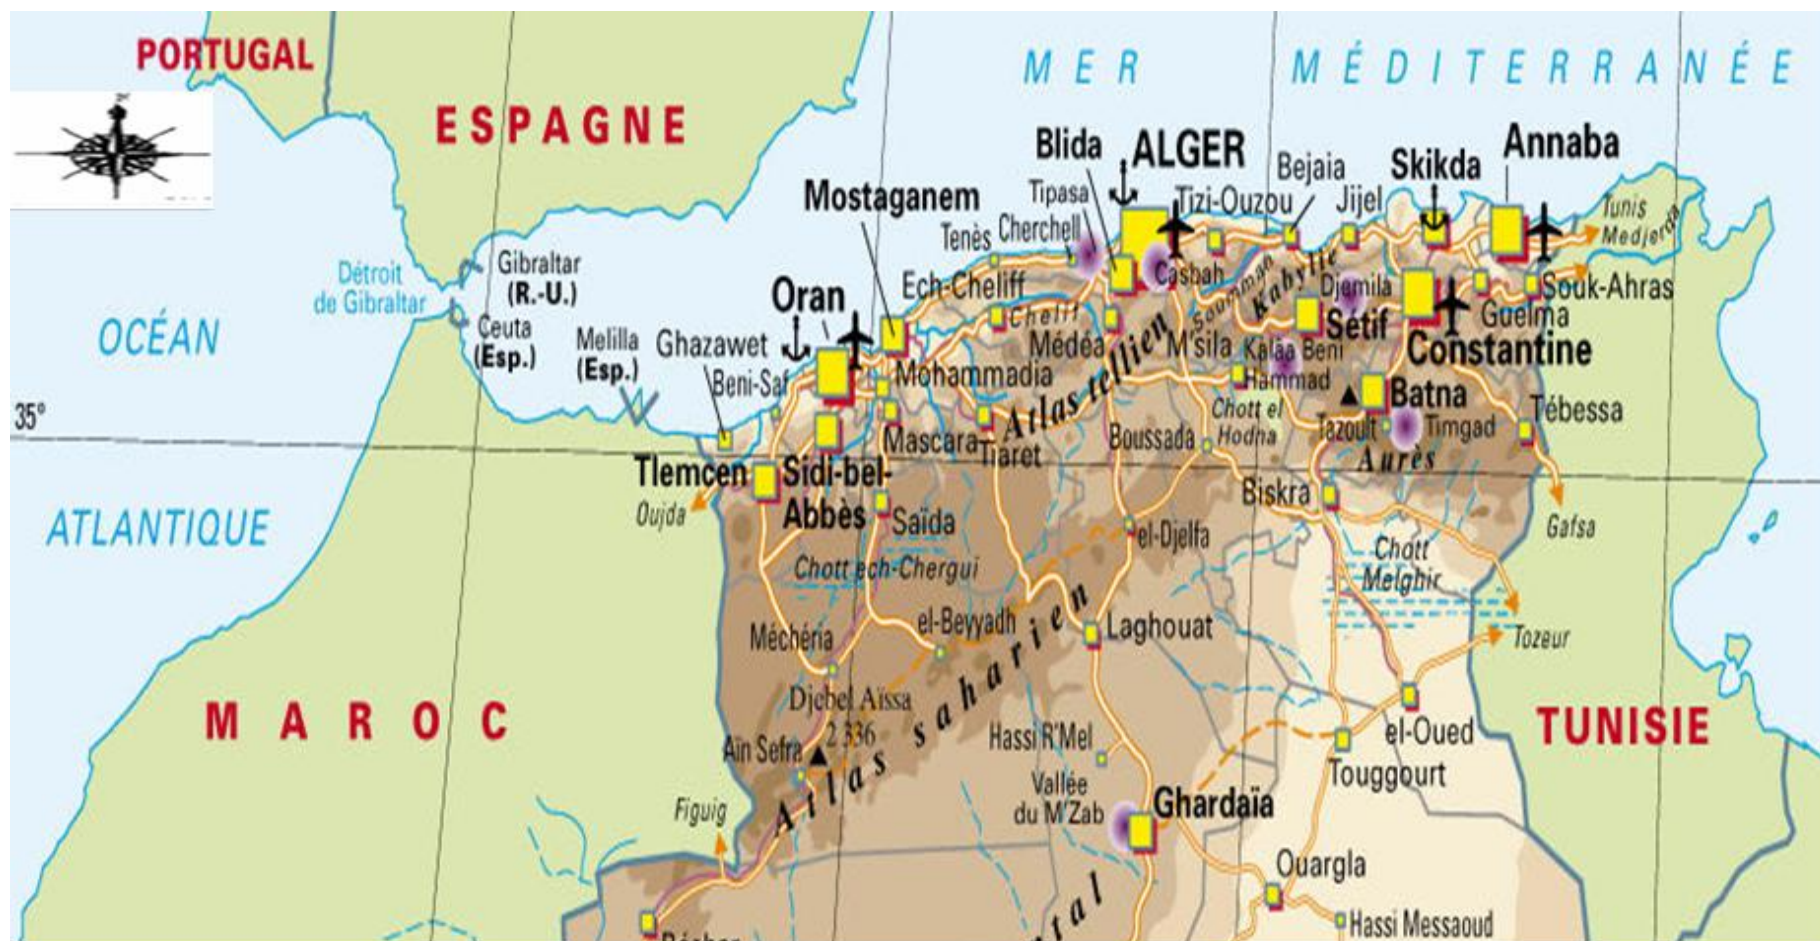 PORTUGAL
ESPAGNE
MER MÉDITERRANÉE
Blida
ALGER
Bejaia
Skikda
Annaba
Mostaganem
Tipasa
Tizi-Ouzou
Jijel
Tenès
Cherchell
Tunis
Medjerda
Détroit
de Gibraltar
Gibraltar
(R.-U.)
Oran
Ech-Cheliff
Casbah
Soummam
Kabylie
Djemila
Souk-Ahras
Chelif
Guelma
OCÉAN
ATLANTIQUE
Ceuta
(Esp.)
Melilla
(Esp.)
Ghazawet
Beni-Saf
Médéa
M'sila
Sétif
Kalâa Beni
Hammad
Constantine
Mohammadia
Atlas tellien
Batna
35°
Mascara
Tiaret
Boussada
Chott el
Hodna
Tazoult
Timgad
Tébessa
Aurès
Tlemcen
Sidi-bel-
Abbès
Oujda
Saïda
Biskra
el-Djelfa
Gafsa
Chott ech-Chergui
Chott
Melghir
Méchéria
el-Beyyadh
Laghouat
Tozeur
MAROC
Djebel Aïssa
2 336
Atlas saharien
Aïn Sefra
Hassi R'Mel
el-Oued
TUNISIE
Touggourt
Figuig
Vallée
du M'Zab
Ghardaïa
Ouargla
Hassi Messaoud